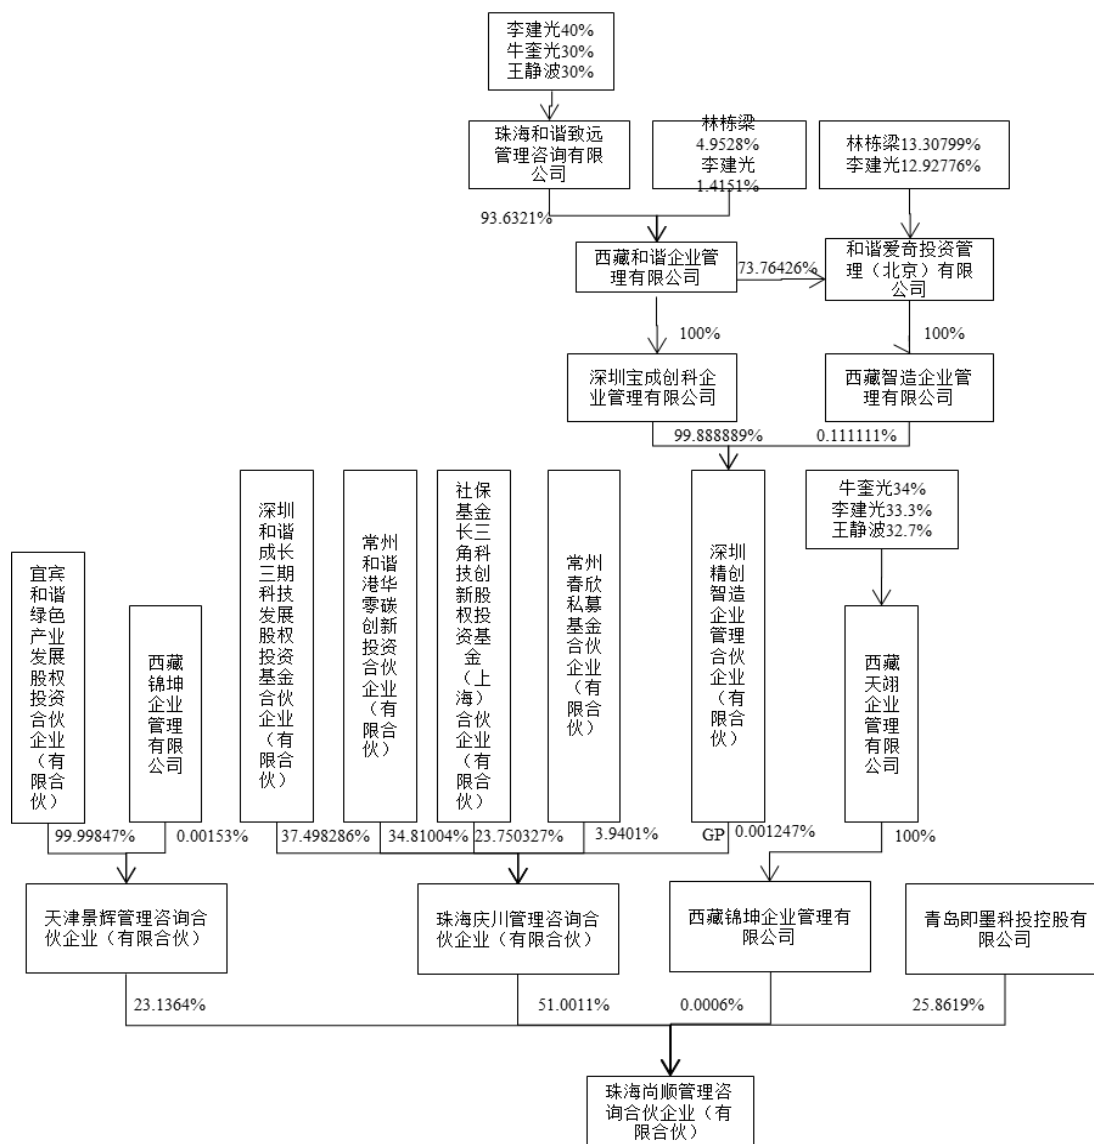 李建光40%
牛奎光30%
王静波30%
珠海和谐致远
管理咨询有限
公司
林栋梁
4.9528%
李建光
1.4151%
林栋梁13.30799%
李建光12.92776%
93.6321%
西藏和谐企业管
理有限公司
73.76426%
和谐爱奇投资管
理（北京）有限
公司
100%
100%
深圳宝成创科企
业管理有限公司
西藏智造企业管
理有限公司
99.888889%
0.111111%
宜宾
和谐
绿色
产业
发展
股权
投资
合伙
企业
（有
限合
伙）
西藏
锦坤
企业
管理
有限
公司
深圳
和谐
成长
三期
科技
发展
股权
投资
基金
合伙
企业
（有
限合
伙）
常州
和谐
港华
零碳
创新
投资
合伙
企业
（有
限合
伙）
社保
基金
长三
角科
技创
新股
权投
资基
金
（上
海）
合伙
企业
（有
限合
伙）
常州
春欣
私募
基金
合伙
企业
（有
限合
伙）
深圳
精创
智造
企业
管理
合伙
企业
（有
限合
伙）
牛奎光34%
李建光33.3%
王静波32.7%
西藏
天翊
企业
管理
有限
公司
99.99847%
0.00153%
37.498286%
34.81004%
23.750327%
3.9401%
GP
0.001247%
100%
天津景辉管理咨询合
伙企业（有限合伙）
珠海庆川管理咨询合
伙企业（有限合伙）
西藏锦坤企业管理有
限公司
青岛即墨科投控股有
限公司
23.1364%
51.0011%
0.0006%
25.8619%
珠海尚顺管理咨
询合伙企业（有
限合伙）